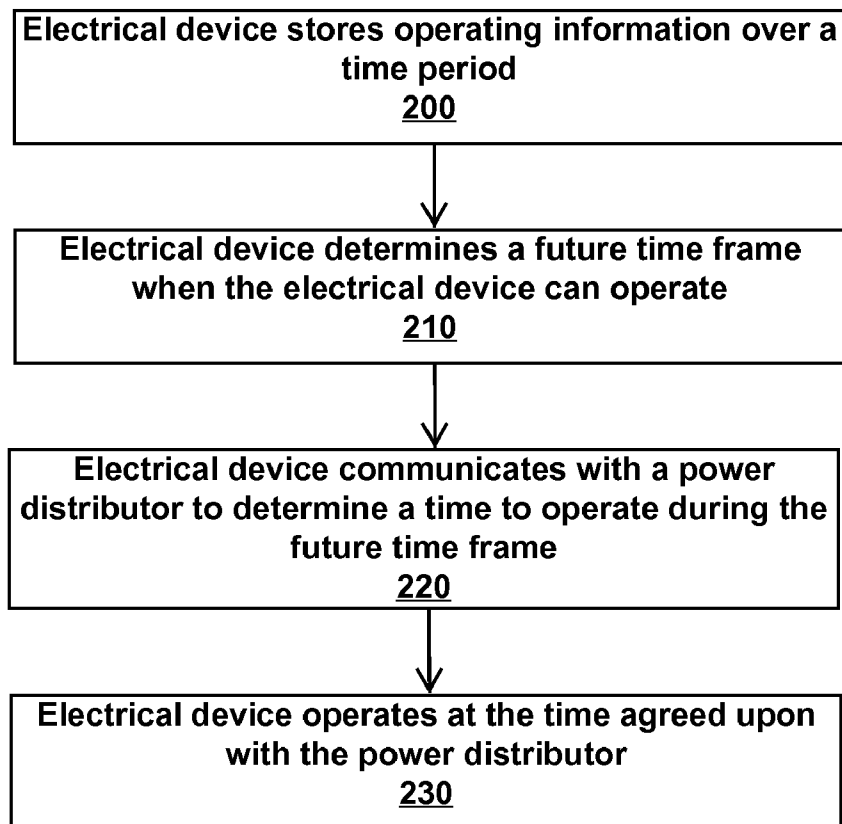 Electrical device stores operating information over a
time period
200
Electrical device determines a future time frame
when the electrical device can operate
210
Electrical device communicates with a power
distributor to determine a time to operate during the
future time frame
220
Electrical device operates at the time agreed upon
with the power distributor
230